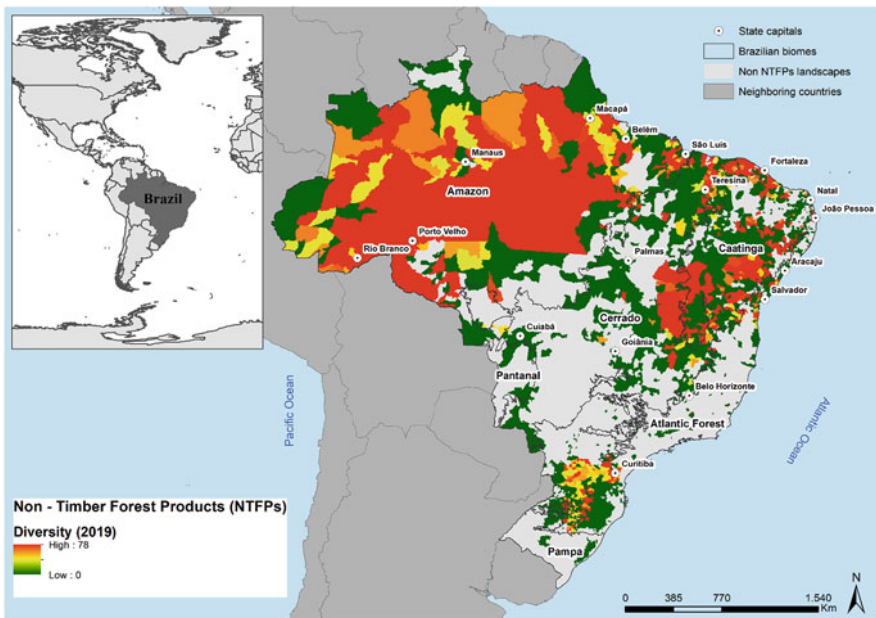 Brazil
State capitals
Brazilian biomes
Non NTFPs landscapes
Neighboring countries
Macapá
Belém
São Luis
Fortaleza
Manaus
Teresina
Natal
Amazon
João Pessoa
Porto Velho
Caatinga
Rio Branco
Palmas
Aracaju
Salvador
Cerrado
Cuiabá
Goiânia
Pantanal
Belo Horizonte
Pacific Ocean
Atlantic Ocean
Atlantic Forest
Curitiba
Non - Timber Forest Products (NTFPs)
Diversity (2019)
High : 78
Low : 0
Pampa
N
0 385 770 1.540
Km